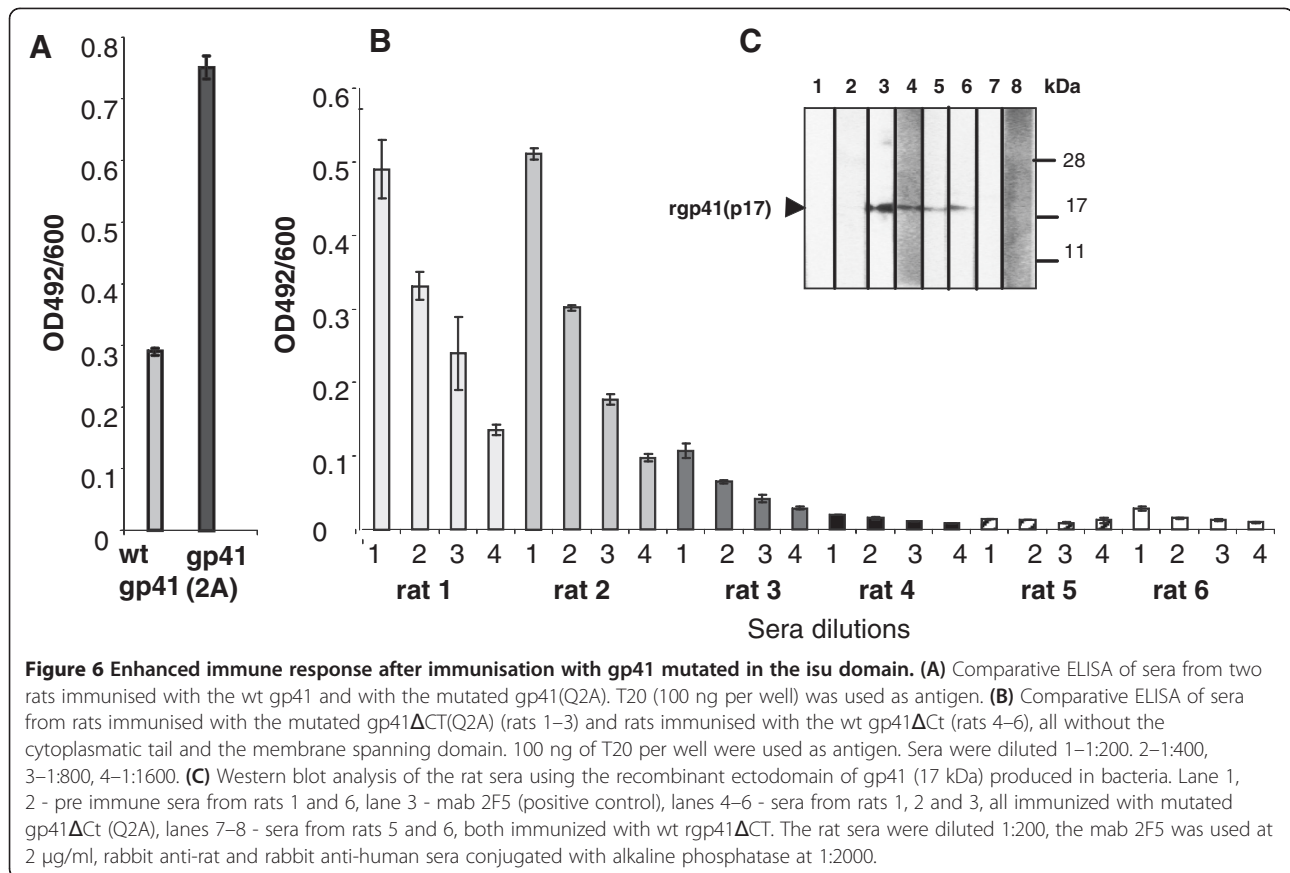 A
B
C
0.8
0.7
0.6
0.5
0.4
0.3
0.2
0.1
0
OD492/600
wt gp41
gp41 (2A)
0.6
0.5
0.4
0.3
0.2
0.1
0
OD492/600
1 2 3 4 1 2 3 4 1 2 3 4 1 2 3 4 1 2 3 4 1 2 3 4
rat 1 rat 2 rat 3 rat 4 rat 5 rat 6
Sera dilutions
1 2 3 4 5 6 7 8 kDa
28
rgp41(p17)
17
11
Figure 6 Enhanced immune response after immunisation with gp41 mutated in the isu domain. (A) Comparative ELISA of sera from two
rats immunised with the wt gp41 and with the mutated gp41(Q2A). T20 (100 ng per well) was used as antigen. (B) Comparative ELISA of sera
from rats immunised with the mutated gp41ΔCT(Q2A) (rats 1–3) and rats immunised with the wt gp41ΔCt (rats 4–6), all without the
cytoplasmatic tail and the membrane spanning domain. 100 ng of T20 per well were used as antigen. Sera were diluted 1–1:200. 2–1:400,
3–1:800, 4–1:1600. (C) Western blot analysis of the rat sera using the recombinant ectodomain of gp41 (17 kDa) produced in bacteria. Lane 1,
2 - pre immune sera from rats 1 and 6, lane 3 - mab 2F5 (positive control), lanes 4–6 - sera from rats 1, 2 and 3, all immunized with mutated
gp41ΔCt (Q2A), lanes 7–8 - sera from rats 5 and 6, both immunized with wt rgp41ΔCT. The rat sera were diluted 1:200, the mab 2F5 was used at
2 μg/ml, rabbit anti-rat and rabbit anti-human sera conjugated with alkaline phosphatase at 1:2000.